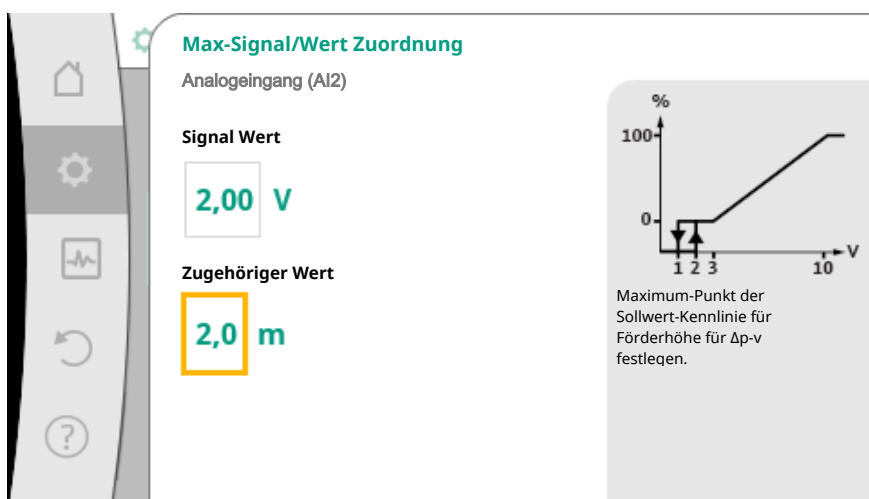 Max-Signal/Wert Zuordnung
Analogeingang (AI2)
Signal Wert
2,00 V
Zugehöriger Wert
2,0 m
%
100
0
V
1 2 3 10
Maximum-Punkt der
Sollwert-Kennlinie für
Förderhöhe für Δp-v
festlegen.
?